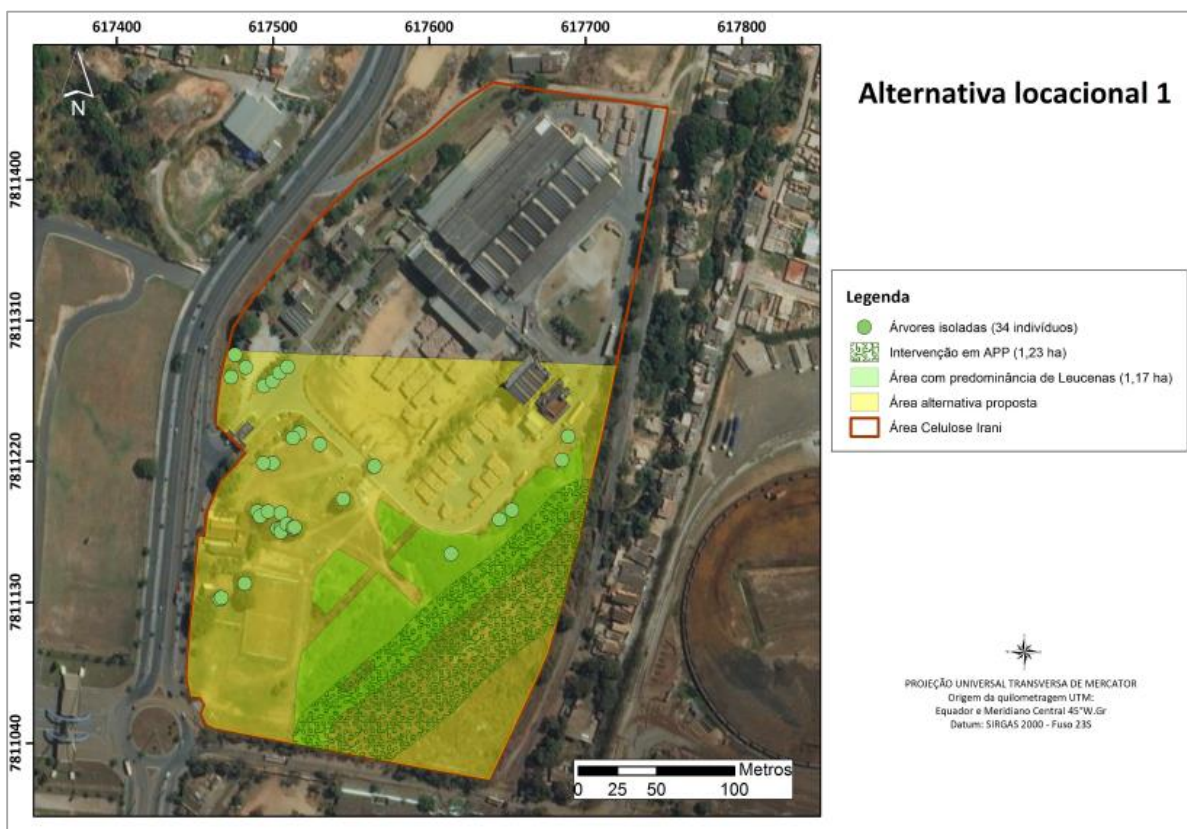 617400 617500 617600 617700 617800
7811400
7811310
7811220
7811130
7811040
N
Alternativa locacional 1
Legenda
Árvores isoladas (34 indivíduos)
Intervenção em APP (1,23 ha)
Área com predominância de Leucenas (1,17 ha)
Área alternativa proposta
Área Celulose Irani
PROJEÇÃO UNIVERSAL TRANSVERSA DE MERCATOR
Origem da quilometragem UTM:
Equador e Meridiano Central 45°W.Gr
Datum: SIRGAS 2000 - Fuso 23S
Metros
0 25 50 100